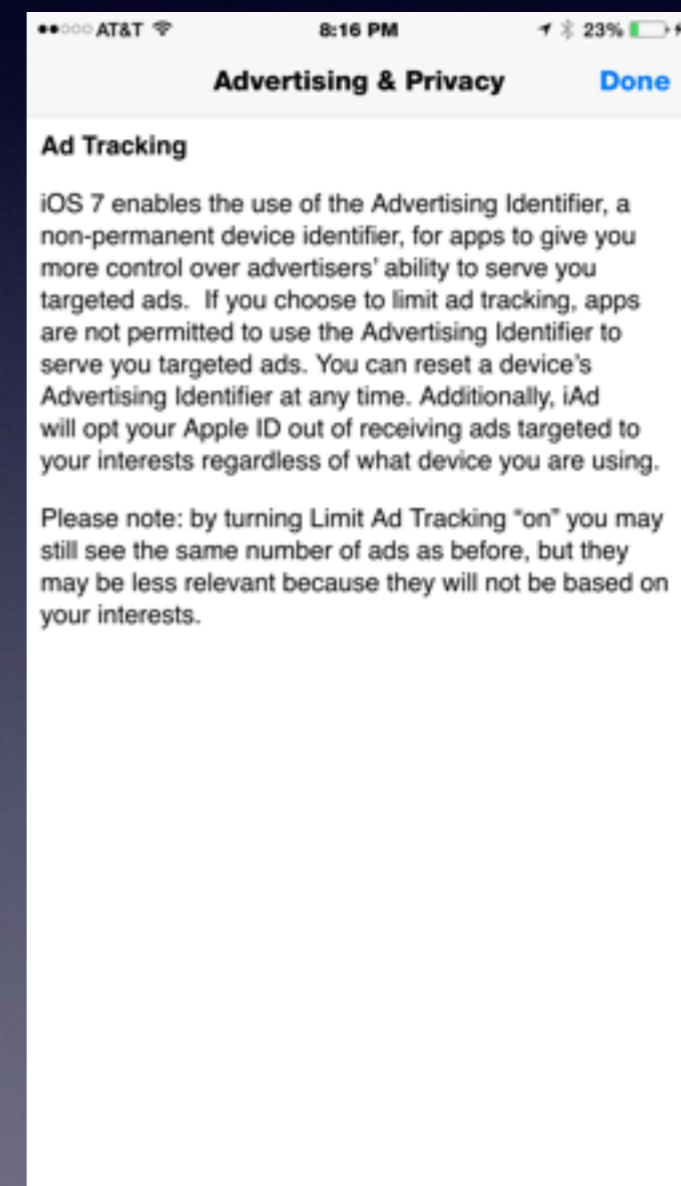 AT&T 8:16 PM 23%
Advertising & Privacy Done
Ad Tracking
iOS 7 enables the use of the Advertising Identifier, a
non-permanent device identifier, for apps to give you
more control over advertisers’ ability to serve you
targeted ads.  If you choose to limit ad tracking, apps
are not permitted to use the Advertising Identifier to
serve you targeted ads. You can reset a device’s
Advertising Identifier at any time. Additionally, iAd
will opt your Apple ID out of receiving ads targeted to
your interests regardless of what device you are using.
Please note: by turning Limit Ad Tracking “on” you may
still see the same number of ads as before, but they
may be less relevant because they will not be based on
your interests.